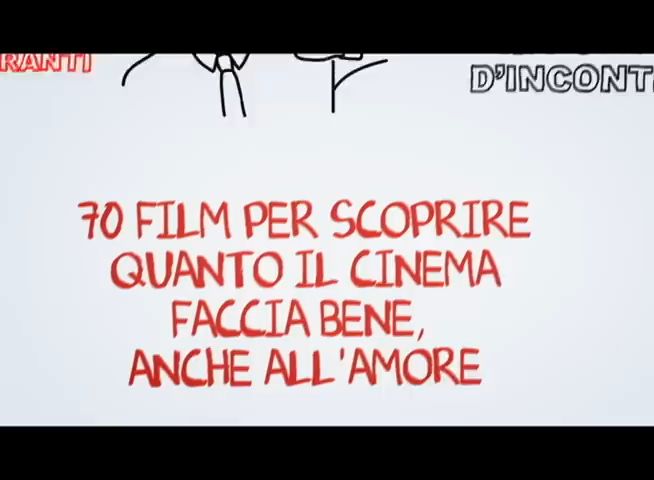 RANTI
D'INCONT
70 FILM PER SCOPRIRE
QUANTO IL CINEMA
FACCIA BENE,
ANCHE ALL'AMORE